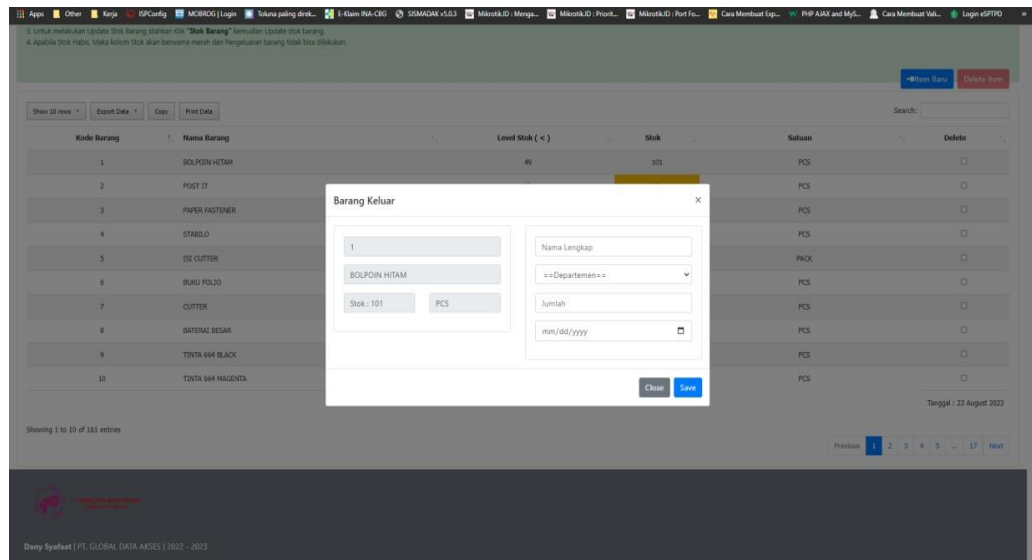 Apps Other Kerja ISPConfig MOBROG | Login Toluna paling direk... E-Klaim INA-CBG SISMADAK v5.0.3 Mikrotik.ID : Menga... Mikrotik.ID : Priorit... Mikrotik.ID : Port Fo... Cara Membuat Exp... PHP AJAX and MyS... Cara Membuat Vali... Login eSPTPD »
3. Untuk melakukan Update Stok Barang silahkan Klik "Stok Barang" kemudian Update stok barang.
4. Apabila Stok Habis, Maka kolom Stok akan berwarna merah dan Pengeluaran barang tidak bisa dilakukan.
Item Baru Delete Item
Show 10 rows Export Data Copy Print Data Search:
Kode Barang Nama Barang Level Stok ( < ) Stok Satuan Delete
1 BOLPOIN HITAM 49 101 PCS
2 POST IT PCS
3 PAPER FASTENER PCS
4 STABILO PCS
5 ISI CUTTER PACK
6 BUKU FOLIO PCS
7 CUTTER PCS
8 BATERAI BESAR PCS
9 TINTA 664 BLACK PCS
10 TINTA 664 MAGENTA PCS
Barang Keluar ×
1
BOLPOIN HITAM
Stok : 101 PCS
Nama Lengkap
==Departemen==
Jumlah
mm/dd/yyyy
Close Save
Tanggal : 23 August 2023
Showing 1 to 10 of 161 entries
Previous 1 2 3 4 5 ... 17 Next
Dany Syafaat | PT. GLOBAL DATA AKSES | 2022 - 2023